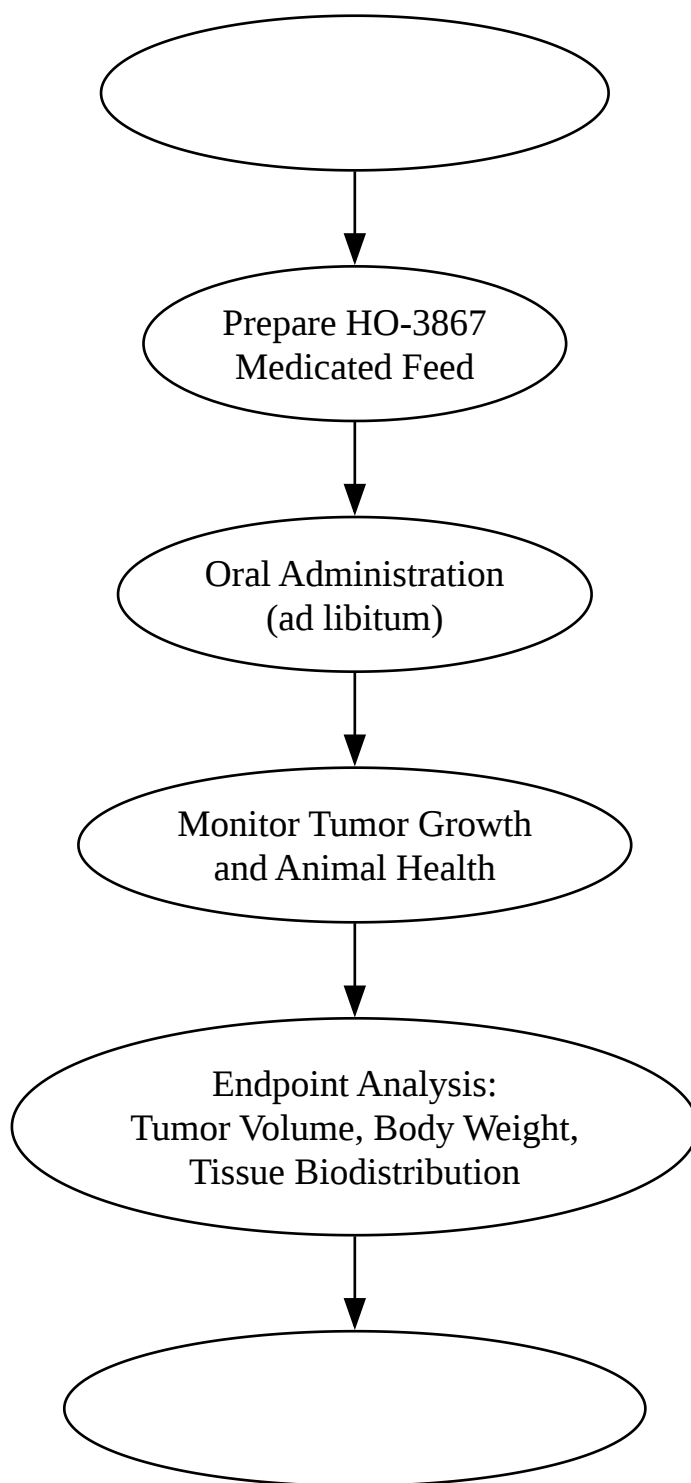 Prepare HO-3867
Medicated Feed
Oral Administration
(ad libitum)
Monitor Tumor Growth
and Animal Health
Endpoint Analysis:
Tumor Volume, Body Weight,
Tissue Biodistribution